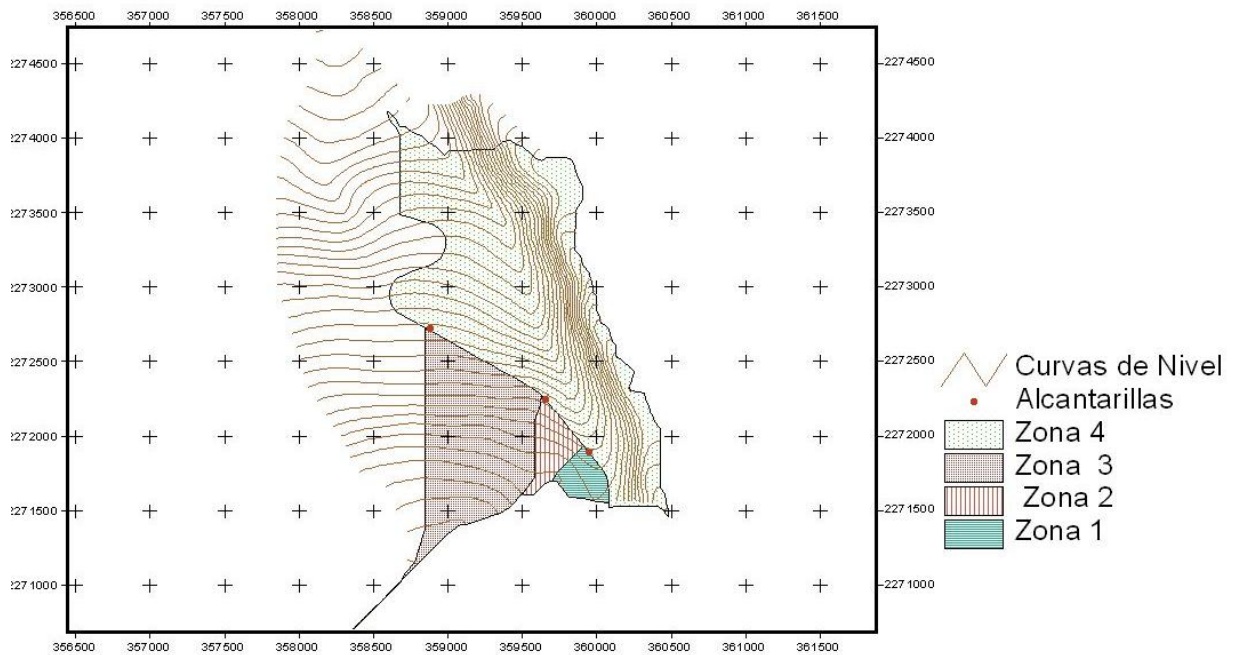 356500 357000 357500 358000 358500 359000 359500 360000 360500 361000 361500
2274500 2274500
2274000 2274000
2273500 2273500
2273000 2273000
2272500 2272500
2272000 2272000
2271500 2271500
2271000 2271000
356500 357000 357500 358000 358500 359000 359500 360000 360500 361000 361500
Curvas de Nivel
Alcantarillas
Zona 4
Zona 3
Zona 2
Zona 1